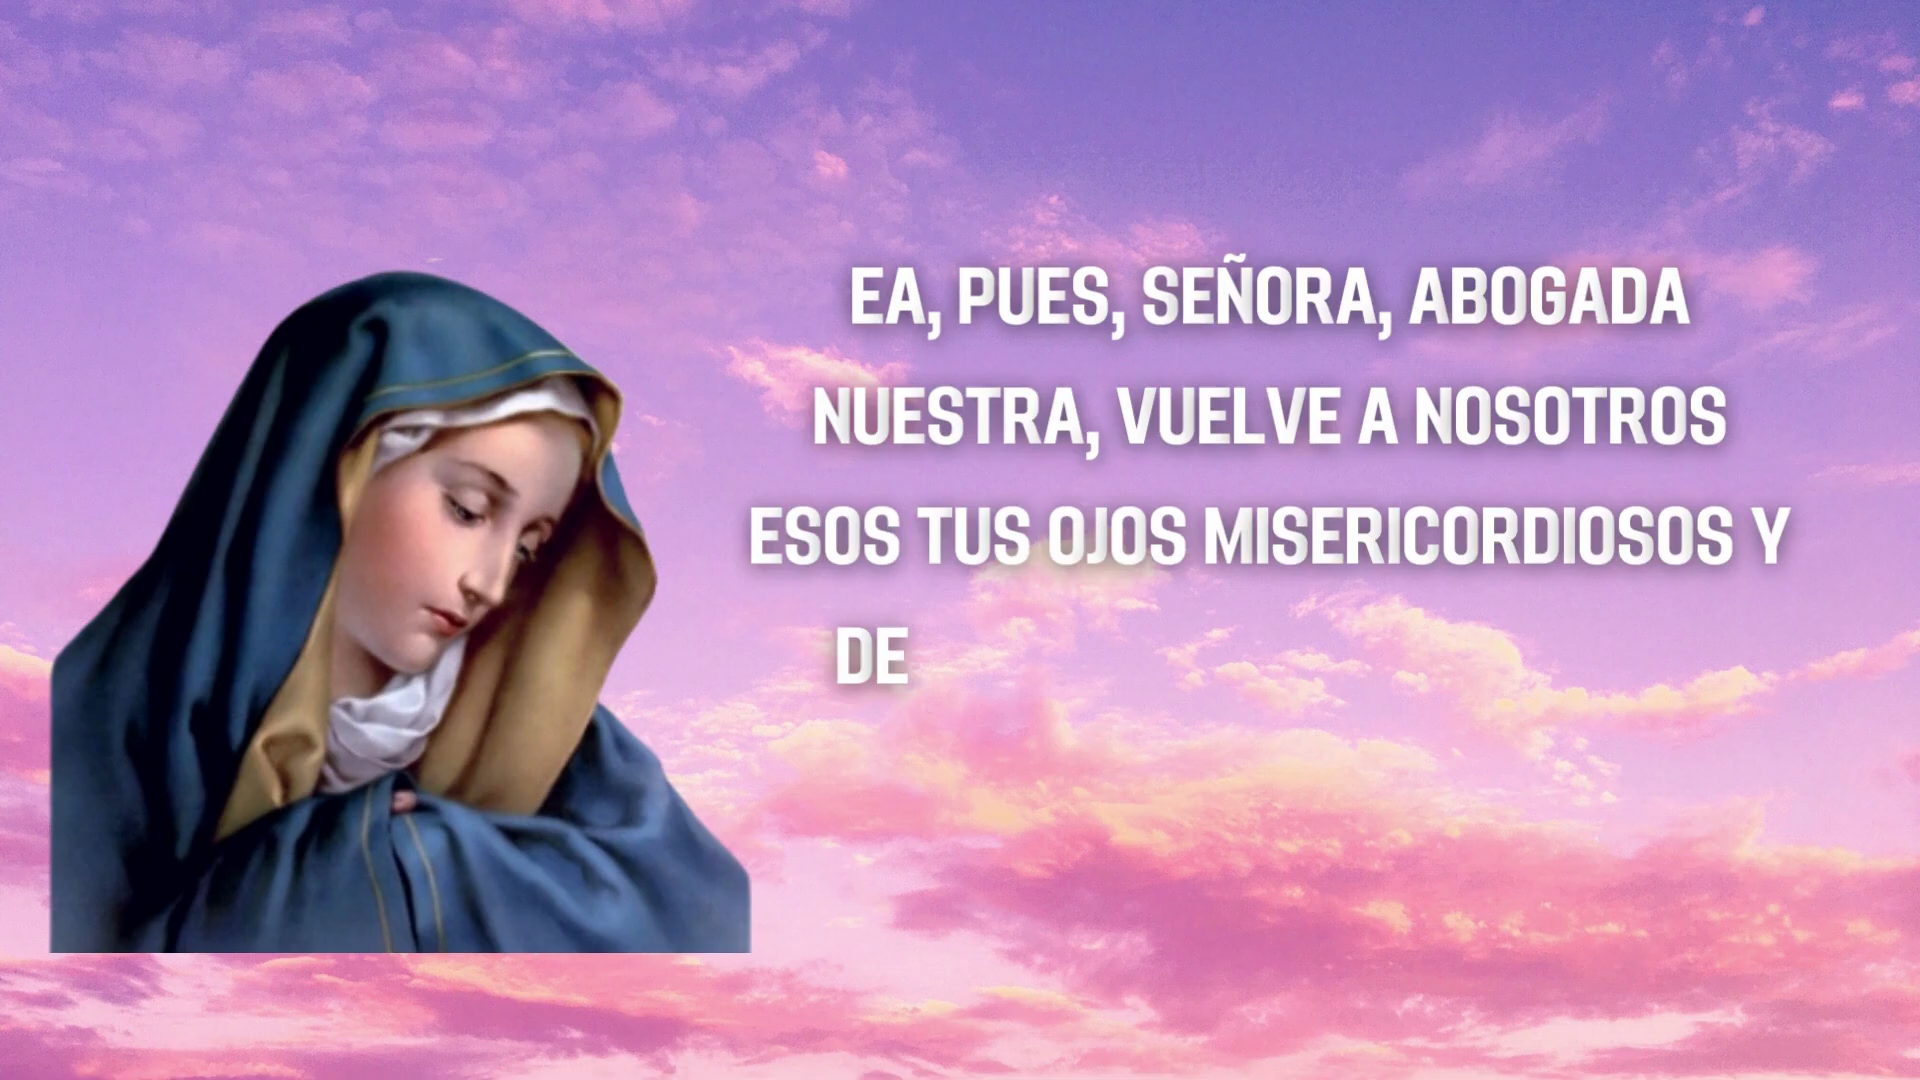 EA, PUES, SEÑORA, ABOGADA
NUESTRA, VUELVE A NOSOTROS
ESOS TUS OJOS MISERICORDIOSOS Y
DE